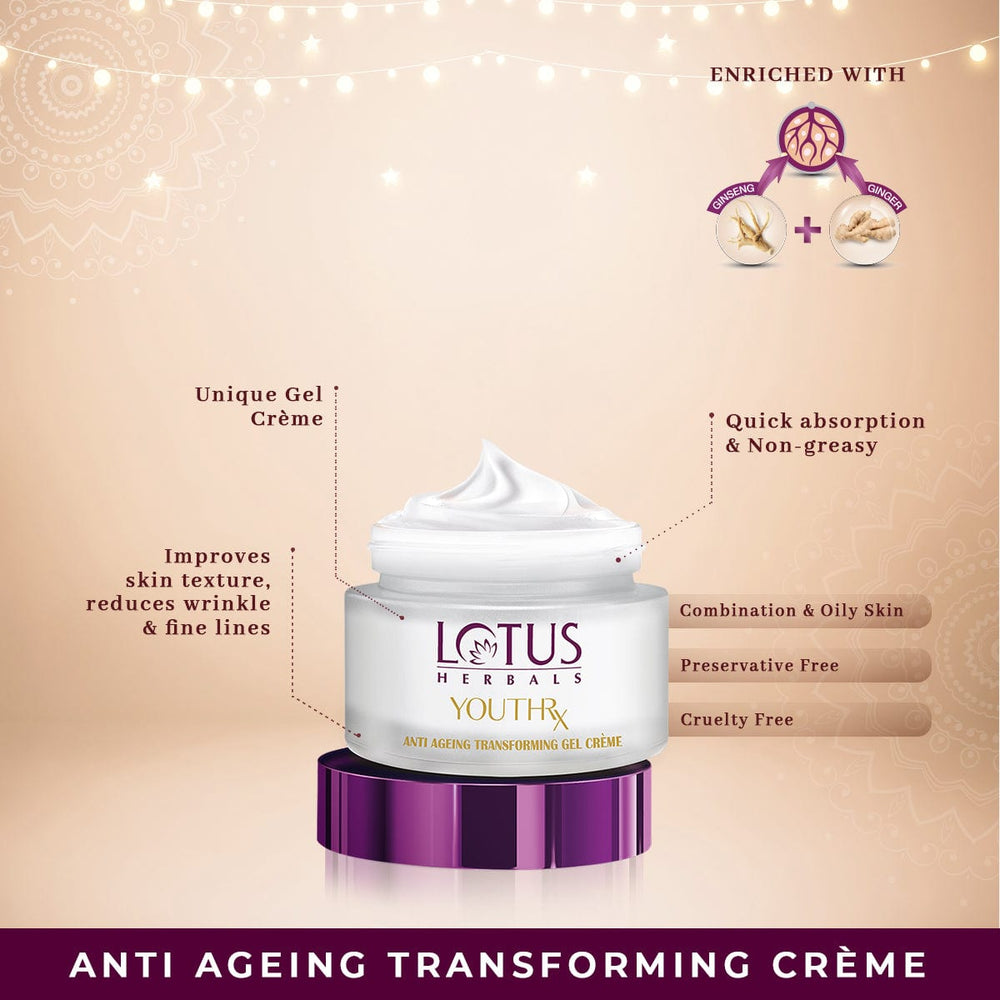 ENRICHED WITH
GINSENG
GINGER
Unique Gel
Crème
Quick absorption
& Non-greasy
Improves
skin texture,
reduces wrinkle
& fine lines
Combination & Oily Skin
Preservative Free
Cruelty Free
LOTUS
HERBALS
YOUTHRx
ANTI AGEING TRANSFORMING GEL CRÈME
ANTI AGEING TRANSFORMING CRÈME